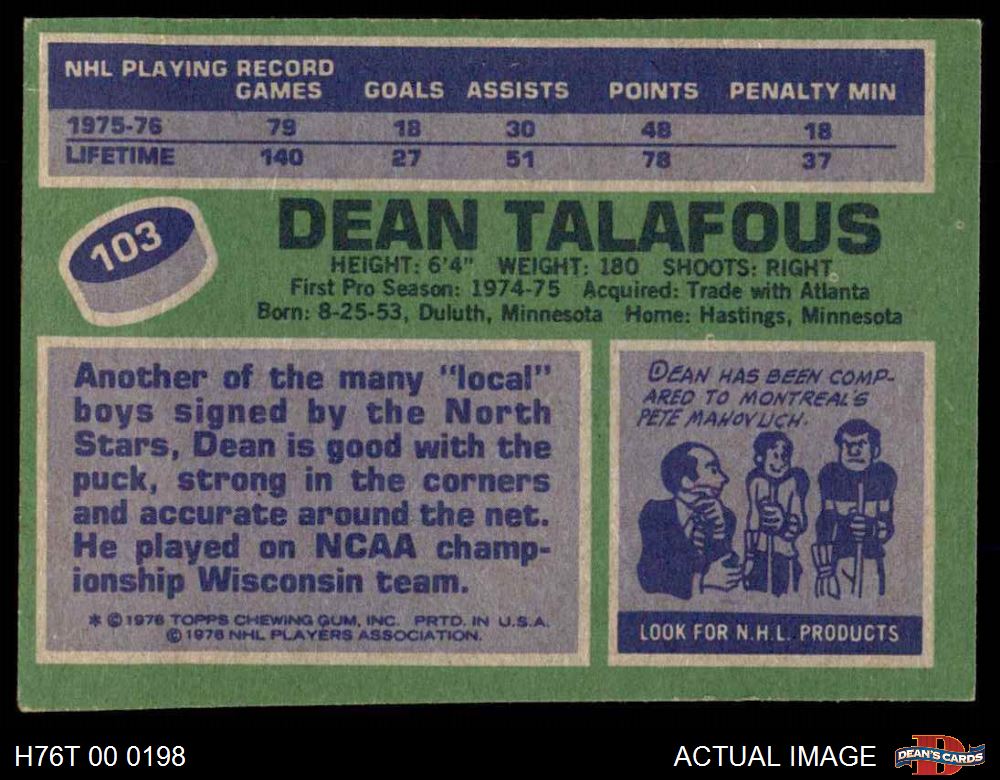 NHL PLAYING RECORD
GAMES GOALS ASSISTS POINTS PENALTY MIN
1975-76 79 18 30 48 18
LIFETIME 140 27 51 78 37
103
DEAN TALAFOUS
HEIGHT: 6'4" WEIGHT: 180 SHOOTS: RIGHT
First Pro Season: 1974-75 Acquired: Trade with Atlanta
Born: 8-25-53, Duluth, Minnesota Home: Hastings, Minnesota
Another of the many "local"
boys signed by the North
Stars, Dean is good with the
puck, strong in the corners
and accurate around the net.
He played on NCAA champ-
ionship Wisconsin team.
* © 1976 TOPPS CHEWING GUM, INC. PRTD. IN U.S.A.
© 1976 NHL PLAYERS ASSOCIATION.
DEAN HAS BEEN COMP-
ARED TO MONTREAL'S
PETE MAHOVLICH.
LOOK FOR N.H.L. PRODUCTS
H76T 00 0198
ACTUAL IMAGE
D
DEAN'S CARDS